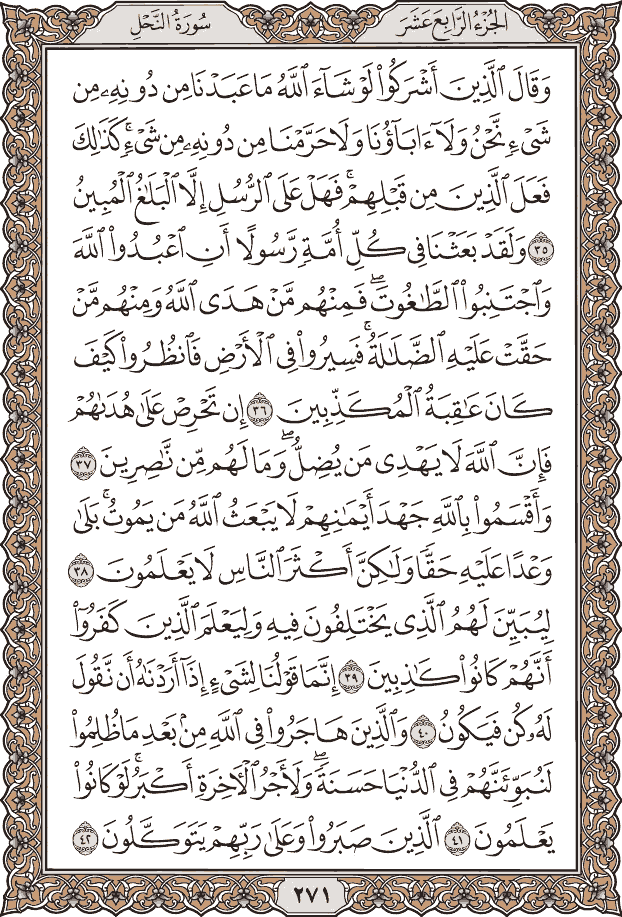 الجُزْءُ الرَّابِعَ عَشَرَ
سُورَةُ النَّحْلِ
وَقَالَ ٱلَّذِينَ أَشْرَكُوا۟ لَوْ شَآءَ ٱللَّهُ مَا عَبَدْنَا مِن دُونِهِۦ مِن
شَىْءٍ نَّحْنُ وَلَآ ءَابَآؤُنَا وَلَا حَرَّمْنَا مِن دُونِهِۦ مِن شَىْءٍ ۚ كَذَٰلِكَ
فَعَلَ ٱلَّذِينَ مِن قَبْلِهِمْ ۚ فَهَلْ عَلَى ٱلرُّسُلِ إِلَّا ٱلْبَلَٰغُ ٱلْمُبِينُ
٣٥ وَلَقَدْ بَعَثْنَا فِى كُلِّ أُمَّةٍ رَّسُولًا أَنِ ٱعْبُدُوا۟ ٱللَّهَ
وَٱجْتَنِبُوا۟ ٱلطَّٰغُوتَ ۖ فَمِنْهُم مَّنْ هَدَى ٱللَّهُ وَمِنْهُم مَّنْ
حَقَّتْ عَلَيْهِ ٱلضَّلَٰلَةُ ۚ فَسِيرُوا۟ فِى ٱلْأَرْضِ فَٱنظُرُوا۟ كَيْفَ
كَانَ عَٰقِبَةُ ٱلْمُكَذِّبِينَ ٣٦ إِن تَحْرِصْ عَلَىٰ هُدَىٰهُمْ
فَإِنَّ ٱللَّهَ لَا يَهْدِى مَن يُضِلُّ ۖ وَمَا لَهُم مِّن نَّٰصِرِينَ ٣٧
وَأَقْسَمُوا۟ بِٱللَّهِ جَهْدَ أَيْمَٰنِهِمْ لَا يَبْعَثُ ٱللَّهُ مَن يَمُوتُ ۚ بَلَىٰ
وَعْدًا عَلَيْهِ حَقًّا وَلَٰكِنَّ أَكْثَرَ ٱلنَّاسِ لَا يَعْلَمُونَ ٣٨
لِيُبَيِّنَ لَهُمُ ٱلَّذِى يَخْتَلِفُونَ فِيهِ وَلِيَعْلَمَ ٱلَّذِينَ كَفَرُوٓا۟
أَنَّهُمْ كَانُوا۟ كَٰذِبِينَ ٣٩ إِنَّمَا قَوْلُنَا لِشَىْءٍ إِذَآ أَرَدْنَٰهُ أَن نَّقُولَ
لَهُۥ كُن فَيَكُونُ ٤٠ وَٱلَّذِينَ هَاجَرُوا۟ فِى ٱللَّهِ مِنۢ بَعْدِ مَا ظُلِمُوا۟
لَنُبَوِّئَنَّهُمْ فِى ٱلدُّنْيَا حَسَنَةً ۖ وَلَأَجْرُ ٱلْءَاخِرَةِ أَكْبَرُ ۚ لَوْ كَانُوا۟
يَعْلَمُونَ ٤١ ٱلَّذِينَ صَبَرُوا۟ وَعَلَىٰ رَبِّهِمْ يَتَوَكَّلُونَ ٤٢
٢٧١